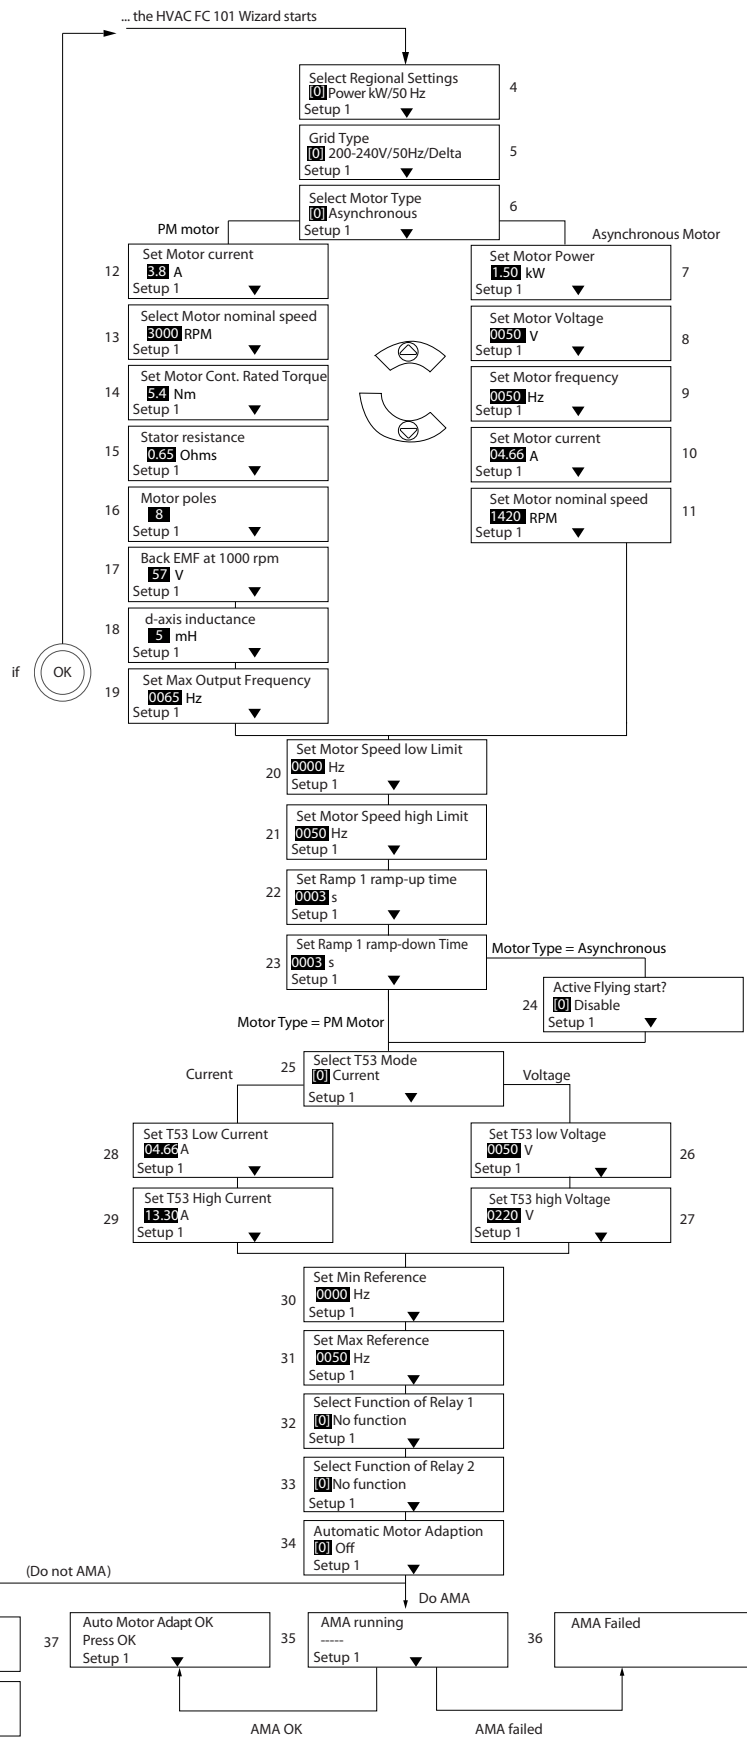 ... the HVAC FC 101 Wizard starts
Select Regional Settings
[0] Power kW/50 Hz
Setup 1
4
Grid Type
[0] 200-240V/50Hz/Delta
Setup 1
5
Select Motor Type
[0] Asynchronous
Setup 1
6
PM motor
Asynchronous Motor
12
Set Motor current
3.8 A
Setup 1
13
Select Motor nominal speed
3000 RPM
Setup 1
14
Set Motor Cont. Rated Torque
5.4 Nm
Setup 1
15
Stator resistance
0.65 Ohms
Setup 1
16
Motor poles
8
Setup 1
17
Back EMF at 1000 rpm
57 V
Setup 1
18
d-axis inductance
5 mH
Setup 1
19
Set Max Output Frequency
0065 Hz
Setup 1
if
OK
Set Motor Power
1.50 kW
Setup 1
7
Set Motor Voltage
0050 V
Setup 1
8
Set Motor frequency
0050 Hz
Setup 1
9
Set Motor current
04.66 A
Setup 1
10
Set Motor nominal speed
1420 RPM
Setup 1
11
20
Set Motor Speed low Limit
0000 Hz
Setup 1
21
Set Motor Speed high Limit
0050 Hz
Setup 1
22
Set Ramp 1 ramp-up time
0003 s
Setup 1
23
Set Ramp 1 ramp-down Time
0003 s
Setup 1
Motor Type = Asynchronous
24
Active Flying start?
[0] Disable
Setup 1
Motor Type = PM Motor
25
Select T53 Mode
[0] Current
Setup 1
Current
Voltage
28
Set T53 Low Current
04.66 A
Setup 1
29
Set T53 High Current
13.30 A
Setup 1
Set T53 low Voltage
0050 V
Setup 1
26
Set T53 high Voltage
0220 V
Setup 1
27
30
Set Min Reference
0000 Hz
Setup 1
31
Set Max Reference
0050 Hz
Setup 1
32
Select Function of Relay 1
[0] No function
Setup 1
33
Select Function of Relay 2
[0] No function
Setup 1
34
Automatic Motor Adaption
[0] Off
Setup 1
(Do not AMA)
Do AMA
37
Auto Motor Adapt OK
Press OK
Setup 1
35
AMA running
-----
Setup 1
36
AMA Failed
AMA OK
AMA failed